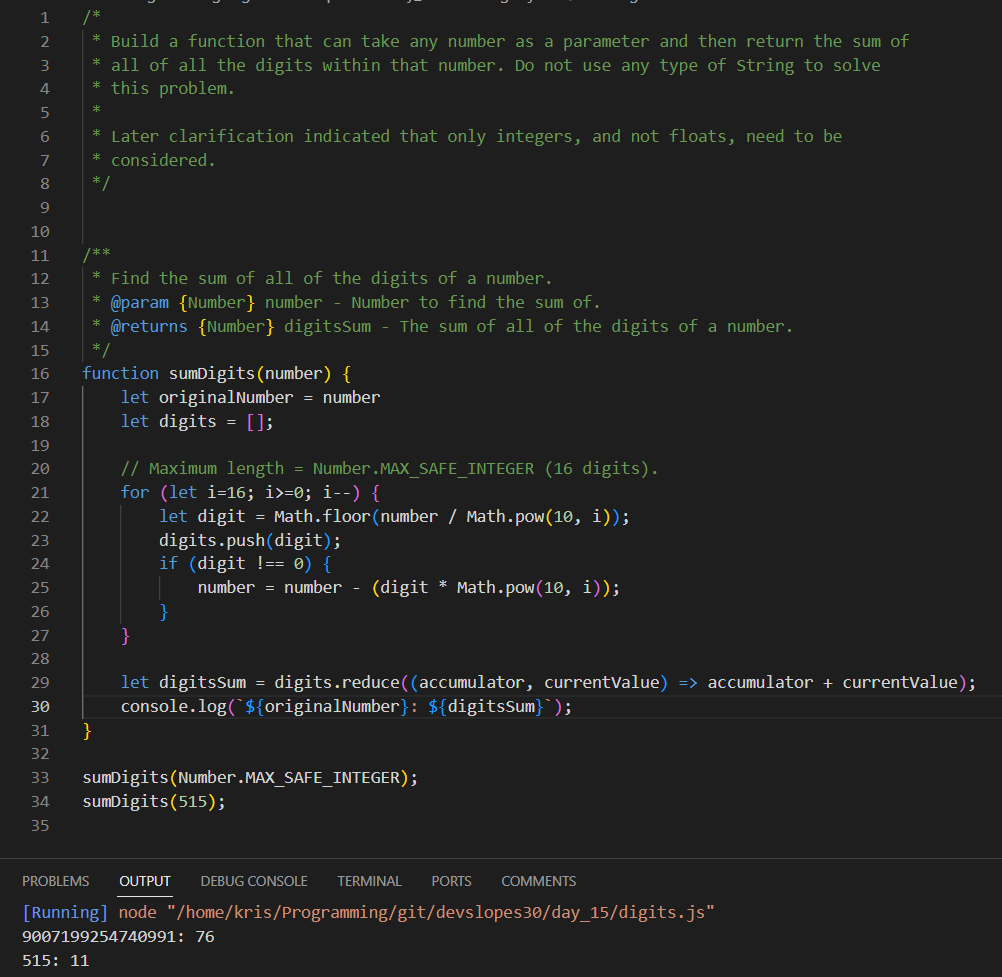 1 /*
2  * Build a function that can take any number as a parameter and then return the sum of
3  * all of all the digits within that number. Do not use any type of String to solve
4  * this problem.
5  *
6  * Later clarification indicated that only integers, and not floats, need to be
7  * considered.
8  */
9
10
11 /**
12  * Find the sum of all of the digits of a number.
13  * @param {Number} number - Number to find the sum of.
14  * @returns {Number} digitsSum - The sum of all of the digits of a number.
15  */
16 function sumDigits(number) {
17     let originalNumber = number
18     let digits = [];
19
20     // Maximum length = Number.MAX_SAFE_INTEGER (16 digits).
21     for (let i=16; i>=0; i--) {
22         let digit = Math.floor(number / Math.pow(10, i));
23         digits.push(digit);
24         if (digit !== 0) {
25             number = number - (digit * Math.pow(10, i));
26         }
27     }
28
29     let digitsSum = digits.reduce((accumulator, currentValue) => accumulator + currentValue);
30     console.log(`${originalNumber}: ${digitsSum}`);
31 }
32
33 sumDigits(Number.MAX_SAFE_INTEGER);
34 sumDigits(515);
35
PROBLEMS OUTPUT DEBUG CONSOLE TERMINAL PORTS COMMENTS
[Running] node "/home/kris/Programming/git/devslopes30/day_15/digits.js"
9007199254740991: 76
515: 11